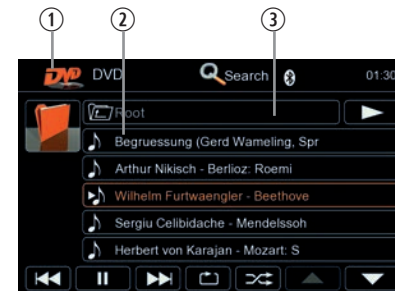 1 2 3
DVD DVD Search 01:30
Root
Begruessung (Gerd Wameling, Spr
Arthur Nikisch - Berlioz: Roemi
Wilhelm Furtwaengler - Beethove
Sergiu Celibidache - Mendelssoh
Herbert von Karajan - Mozart: S